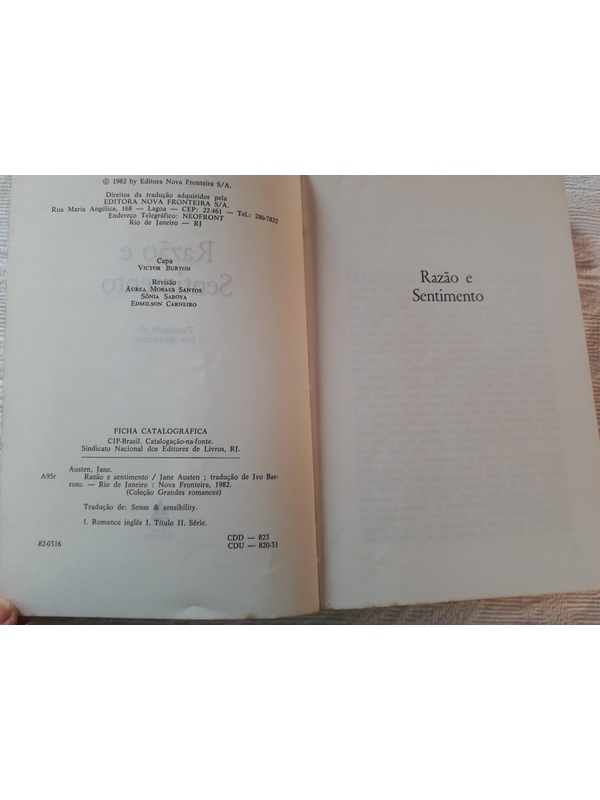 © 1982 by Editora Nova Fronteira S/A.
Direitos da tradução adquiridos pela
EDITORA NOVA FRONTEIRA S/A.
Rua Maria Angélica, 168 — Lagoa — CEP: 22.461 — Tel.: 286-7822
Endereço Telegráfico: NEOFRONT
Rio de Janeiro — RJ
Capa
VICTOR BURTON
Revisão
ÁUREA MORAES SANTOS
SÔNIA SABOYA
EDMILSON CARNEIRO
FICHA CATALOGRÁFICA
CIP-Brasil. Catalogação-na-fonte.
Sindicato Nacional dos Editores de Livros, RJ.
Austen, Jane.
A95r Razão e sentimento / Jane Austen ; tradução de Ivo Bar-
roso. — Rio de Janeiro : Nova Fronteira, 1982.
(Coleção Grandes romances)
Tradução de: Sense & sensibility.
1. Romance inglês I. Título II. Série.
CDD — 823
82-0316 CDU — 820-31
Razão e
Sentimento